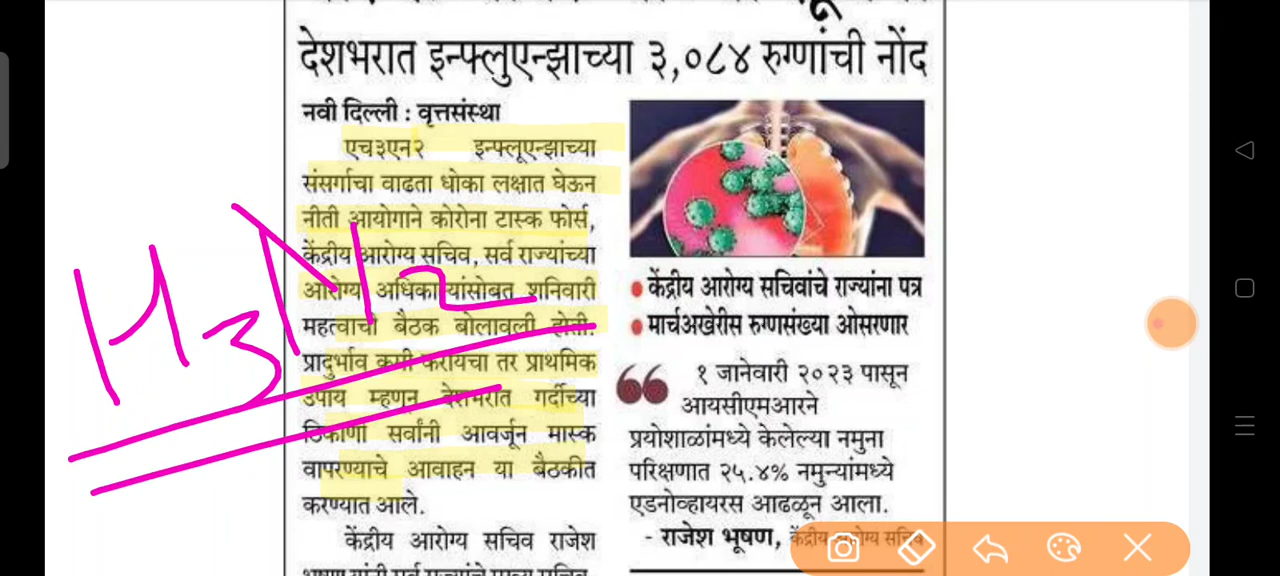 देशभरात इन्फ्लुएन्झाच्या ३,०८४ रुग्णांची नोंद
नवी दिल्ली : वृत्तसंस्था
एच३एन२ इन्फ्लूएन्झाच्या
संसर्गाचा वाढता धोका लक्षात घेऊन
नीती आयोगाने कोरोना टास्क फोर्स,
केंद्रीय आरोग्य सचिव, सर्व राज्यांच्या
आरोग्य अधिकाऱ्यांसोबत शनिवारी
महत्वाची बैठक बोलावली होती.
प्रादुर्भाव कमी करायचा तर प्राथमिक
उपाय म्हणून देशभरात गर्दीच्या
ठिकाणी सर्वांनी आवर्जून मास्क
वापरण्याचे आवाहन या बैठकीत
करण्यात आले.
केंद्रीय आरोग्य सचिव राजेश
H3N2
• केंद्रीय आरोग्य सचिवांचे राज्यांना पत्र
• मार्चअखेरीस रुग्णसंख्या ओसरणार
१ जानेवारी २०२३ पासून
आयसीएमआरने
प्रयोशाळांमध्ये केलेल्या नमुना
परिक्षणात २५.४% नमुन्यांमध्ये
एडनोव्हायरस आढळून आला.
- राजेश भूषण, केंद्रीय आरोग्य सचिव